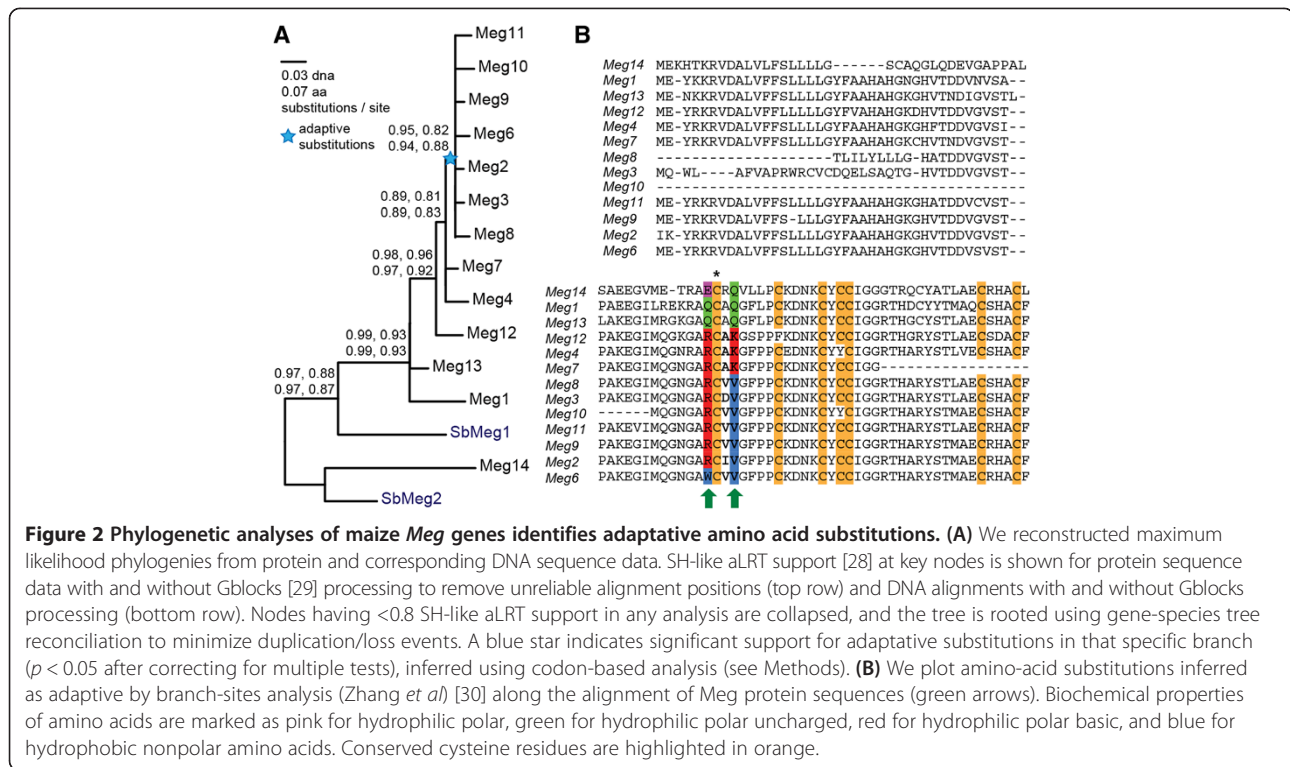 A
0.03 dna
0.07 aa
substitutions / site
adaptive
substitutions
0.95, 0.82
0.94, 0.88
0.89, 0.81
0.89, 0.83
0.98, 0.96
0.97, 0.92
0.99, 0.93
0.99, 0.93
0.97, 0.88
0.97, 0.87
Meg11
Meg10
Meg9
Meg6
Meg2
Meg3
Meg8
Meg7
Meg4
Meg12
Meg13
Meg1
SbMeg1
Meg14
SbMeg2
B
Meg14 MEKHTKRVDALVLFSLLLLG------SCAQGLQDEVGAPPAL
Meg1 ME-YKKRVDALVFFSLLLLGYFAAHAHGKGHVTDDVNVSA--
Meg13 ME-NKKRVDALVFFSLLLLGYFAAHAHGKGHVTNDIGVSTL-
Meg12 ME-YRKRVDALVFFSLLLLGYFVAHAHGKDHVTDDVGVST--
Meg4 ME-YRKRVDALVFFSLLLLGYFAAHAHGKGHFTDDVGVSI--
Meg7 ME-YRKRVDALVFFSLLLLGYFAAHAHGKCHVTNDVGVST--
Meg8 -----------------TLILYLLLG-HATDDVGVST--
Meg3 MQ-WL----AFVAPRWRCVCDQELSAQTG-HVTDDVGVST--
Meg10 ------------------------------------------
Meg11 ME-YRKRVDALVFFSLLLLGYFAAHAHGKGHATDDVCVST--
Meg9 ME-YRKRVDALVFFS-LLLLGYFAAHAHGKGHVTDDVGVST--
Meg2 IK-YRKRVDALVFFSLLLLGYFAAHAHGKGHVTDDVGVST--
Meg6 ME-YRKRVDALVFFSLLLLGYFAAHAHGKGHVTDDVSVST--
*
Meg14 SAEEGVME-TRAECRQVLLPCKDNKCYCCIGGGTRQCYATLAECRHACL
Meg1 PAEEGILREKRAQCAQGFLPCKDNKCYCCIGGRTHDCYYTMAQCSHACF
Meg13 LAKEGIMRGKGAQCAQGFLPCKDNKCYCCIGGRTHGCYSTLAECSHACF
Meg12 PAKEGIMQGKGARCAKGSPPFKDNKCYCCIGGRTHGRYSTLAECSDACF
Meg4 PAKEGIMQGNRARCAKGFPPCEDNKCYYCIGGRTHARYSTLVECSHACF
Meg7 PAKEGIMQGNGARCAKGFPPCKDNKCYCCIGG-----------------
Meg8 PAKEGIMQGNGARCVVGFPPCKDNKCYCCIGGRTHARYSTLAECSHACF
Meg3 PAKEGIMQGNGARCDVGFPPCKDNKCYCCIGGRTHARYSTLAECSHACF
Meg10 ------MQGNGARCVVGFPPCKDNKCYYCIGGRTHARYSTMAECRHACF
Meg11 PAKEVIMQGNGARCVVGFPPCKDNKCYCCIGGRTHARYSTLAECRHACF
Meg9 PAKEGIMQGNGARCVVGFPPCKDNKCYCCIGGRTHARYSTMAECRHACF
Meg2 PAKEGIMQGNGARCIVGFPPCKDNKCYCCIGGRTHARYSTMAECRHACF
Meg6 PAKEGIMQGNGAWCVVGFPPCKDNKCYCCIGGRTHARYSTMAECRHACF
Figure 2 Phylogenetic analyses of maize Meg genes identifies adaptative amino acid substitutions. (A) We reconstructed maximum
likelihood phylogenies from protein and corresponding DNA sequence data. SH-like aLRT support [28] at key nodes is shown for protein sequence
data with and without Gblocks [29] processing to remove unreliable alignment positions (top row) and DNA alignments with and without Gblocks
processing (bottom row). Nodes having <0.8 SH-like aLRT support in any analysis are collapsed, and the tree is rooted using gene-species tree
reconciliation to minimize duplication/loss events. A blue star indicates significant support for adaptative substitutions in that specific branch
(p < 0.05 after correcting for multiple tests), inferred using codon-based analysis (see Methods). (B) We plot amino-acid substitutions inferred
as adaptive by branch-sites analysis (Zhang et al) [30] along the alignment of Meg protein sequences (green arrows). Biochemical properties
of amino acids are marked as pink for hydrophilic polar, green for hydrophilic polar uncharged, red for hydrophilic polar basic, and blue for
hydrophobic nonpolar amino acids. Conserved cysteine residues are highlighted in orange.